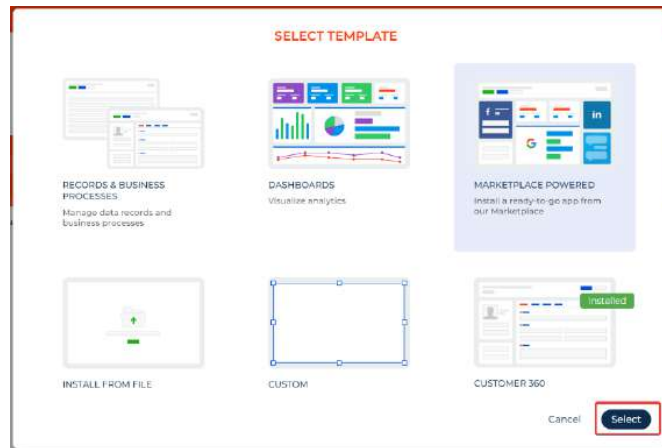 SELECT TEMPLATE
RECORDS & BUSINESS
PROCESSES
Manage data records and
business processes
DASHBOARDS
Visualize analytics
MARKETPLACE POWERED
Install a ready-to-go app from
our Marketplace
f
in
G
INSTALL FROM FILE
CUSTOM
Installed
CUSTOMER 360
Cancel
Select